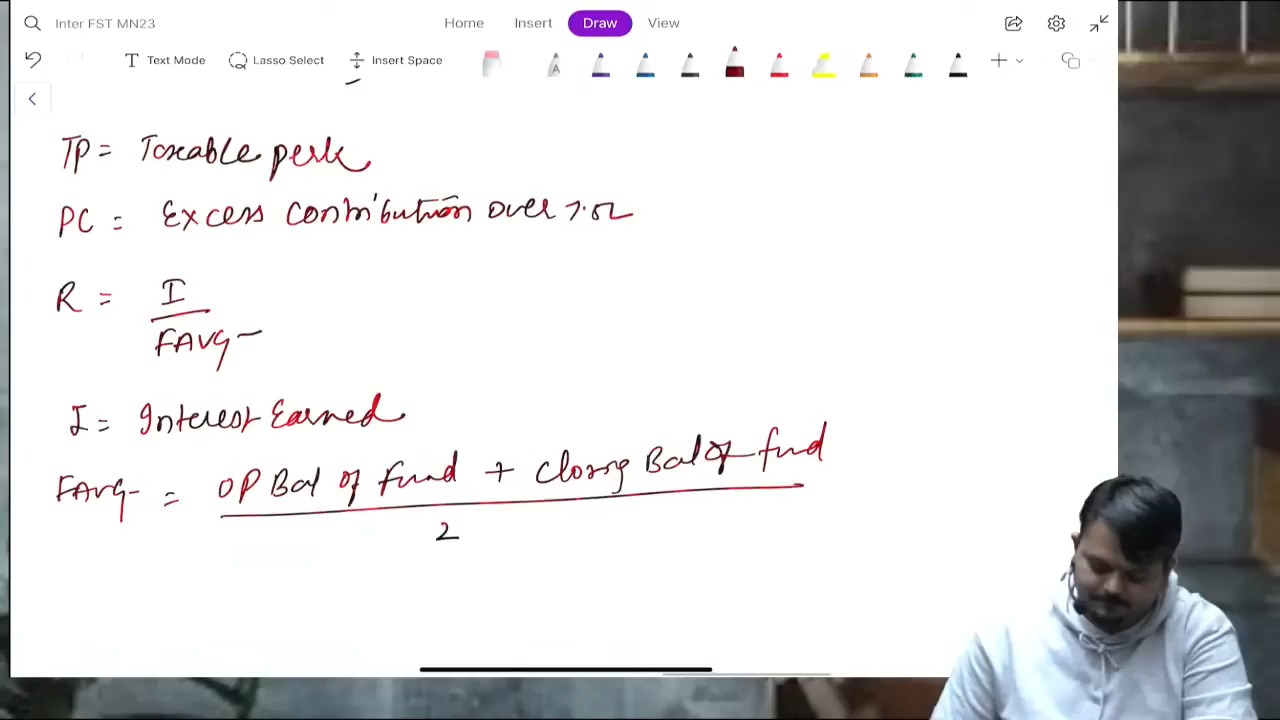 Inter FST MN23
Home Insert Draw View
Text Mode Lasso Select Insert Space
TP = Taxable perk
PC = Excess contribution over 7.5L
R = I
FAVG
I = Interest Earned
FAVG = OP Bal of fund + Closing Bal of fund
2